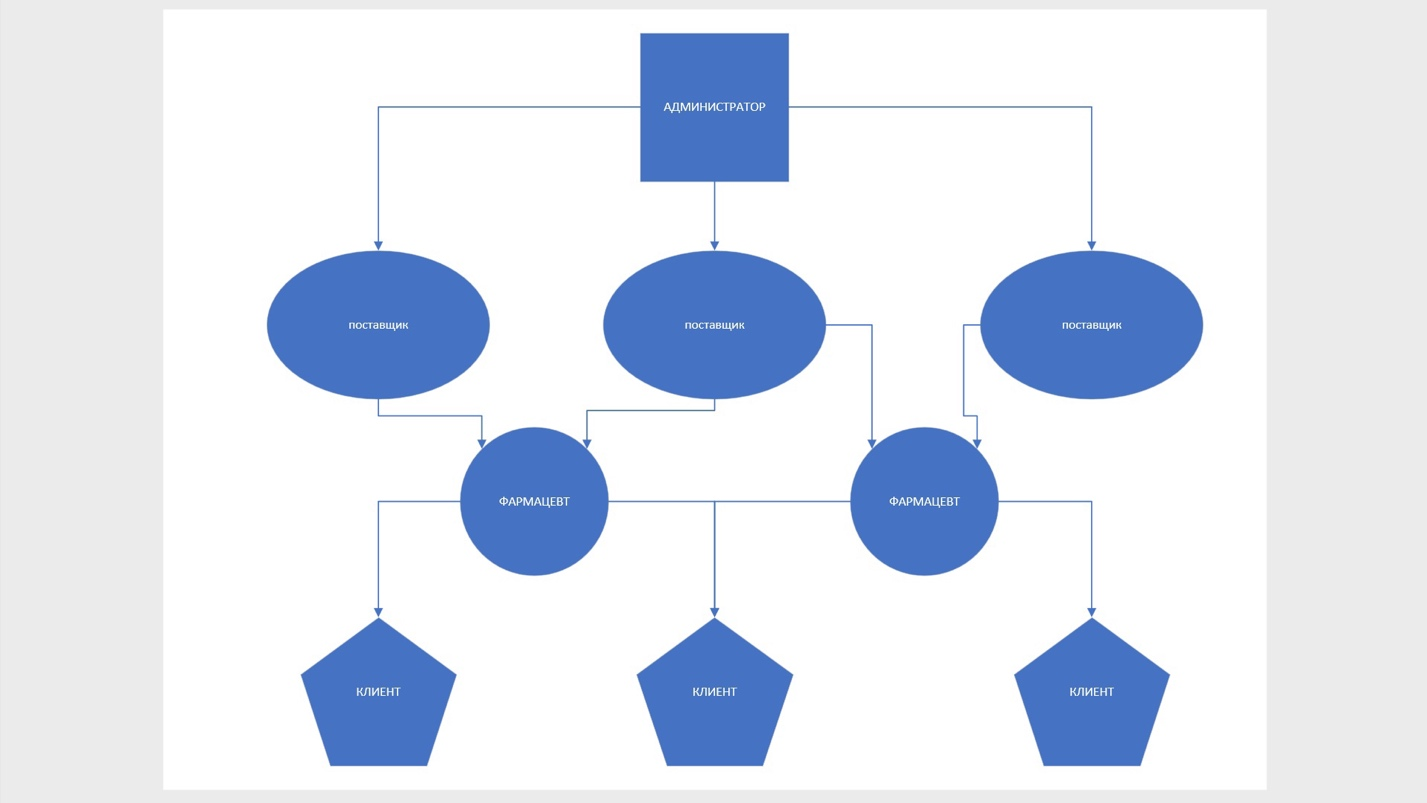 АДМИНИСТРАТОР
поставщик
поставщик
поставщик
ФАРМАЦЕВТ
ФАРМАЦЕВТ
КЛИЕНТ
КЛИЕНТ
КЛИЕНТ